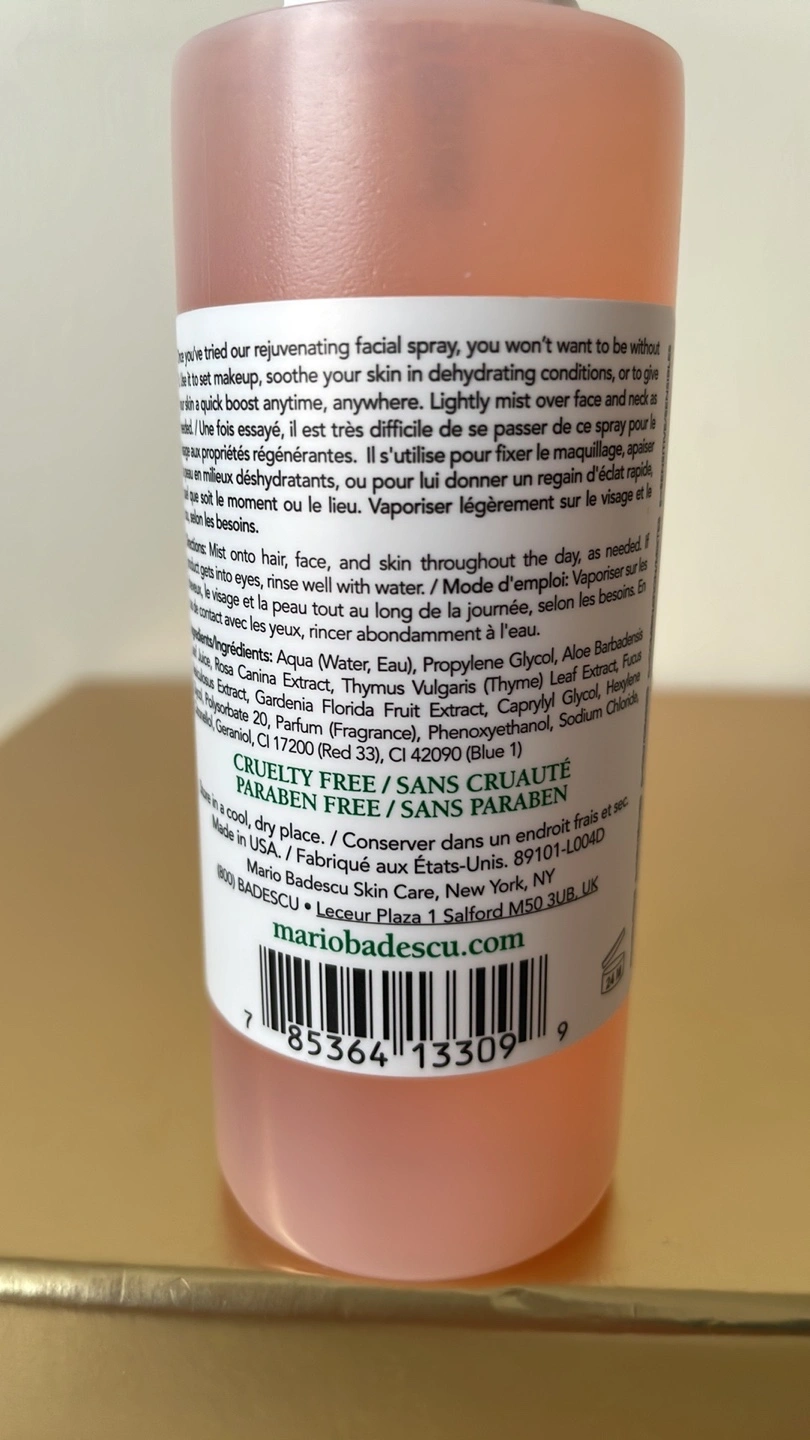 you've tried our rejuvenating facial spray, you won't want to be without
it to set makeup, soothe your skin in dehydrating conditions, or to give
skin a quick boost anytime, anywhere. Lightly mist over face and neck as
/ Une fois essayé, il est très difficile de se passer de ce spray pour le
aux propriétés régénérantes. Il s'utilise pour fixer le maquillage, apaiser
en milieux déshydratants, ou pour lui donner un regain d'éclat rapide,
que soit le moment ou le lieu. Vaporiser légèrement sur le visage et le
selon les besoins.
Mist onto hair, face, and skin throughout the day, as needed. If
gets into eyes, rinse well with water. / Mode d'emploi: Vaporiser sur les
le visage et la peau tout au long de la journée, selon les besoins. En
de contact avec les yeux, rincer abondamment à l'eau.
Ingrédients: Aqua (Water, Eau), Propylene Glycol, Aloe Barbadensis
Juice, Rosa Canina Extract, Thymus Vulgaris (Thyme) Leaf Extract, Fucus
Extract, Gardenia Florida Fruit Extract, Caprylyl Glycol, Hexylene
Polysorbate 20, Parfum (Fragrance), Phenoxyethanol, Sodium Chloride,
Geraniol, CI 17200 (Red 33), CI 42090 (Blue 1)
CRUELTY FREE / SANS CRUAUTÉ
PARABEN FREE / SANS PARABEN
in a cool, dry place. / Conserver dans un endroit frais et sec.
Made in USA. / Fabriqué aux États-Unis. 89101-L004D
Mario Badescu Skin Care, New York, NY
(800) BADESCU • Leceur Plaza 1 Salford M50 3UB, UK
mariobadescu.com
24 M
7 85364 13309 9